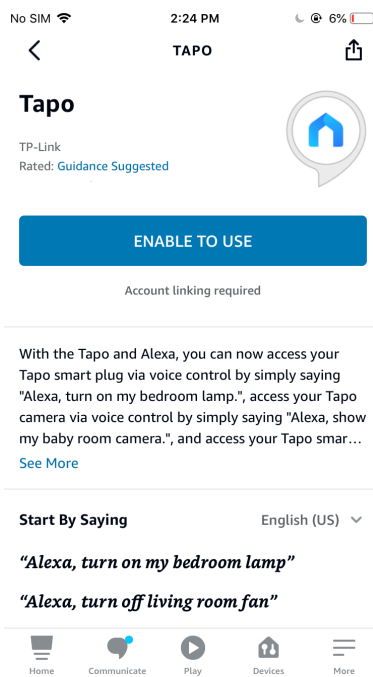 No SIM 2:24 PM 6%
TAPO
Tapo
TP-Link
Rated: Guidance Suggested
ENABLE TO USE
Account linking required
With the Tapo and Alexa, you can now access your
Tapo smart plug via voice control by simply saying
"Alexa, turn on my bedroom lamp.", access your Tapo
camera via voice control by simply saying "Alexa, show
my baby room camera.", and access your Tapo smar...
See More
Start By Saying English (US)
“Alexa, turn on my bedroom lamp”
“Alexa, turn off living room fan”
Home Communicate Play Devices More